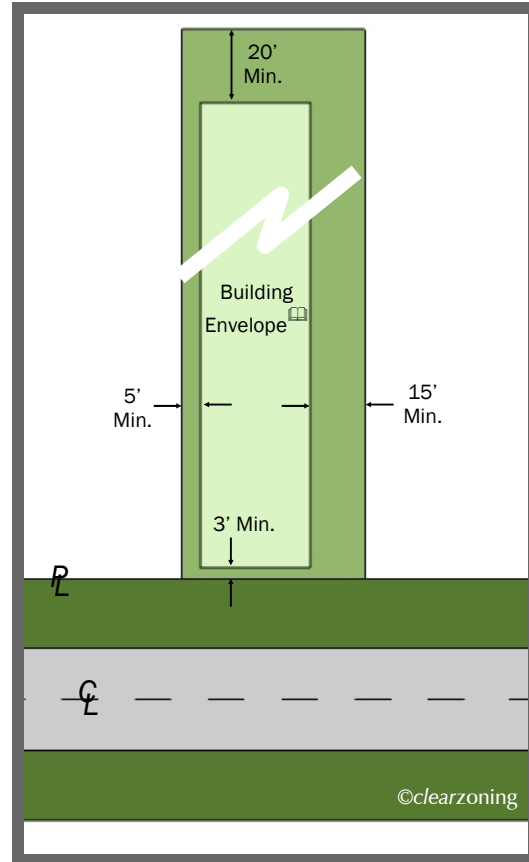 20’
Min.
Building
Envelope
5’
Min.
15’
Min.
3’ Min.
PL
CL
©clearzoning